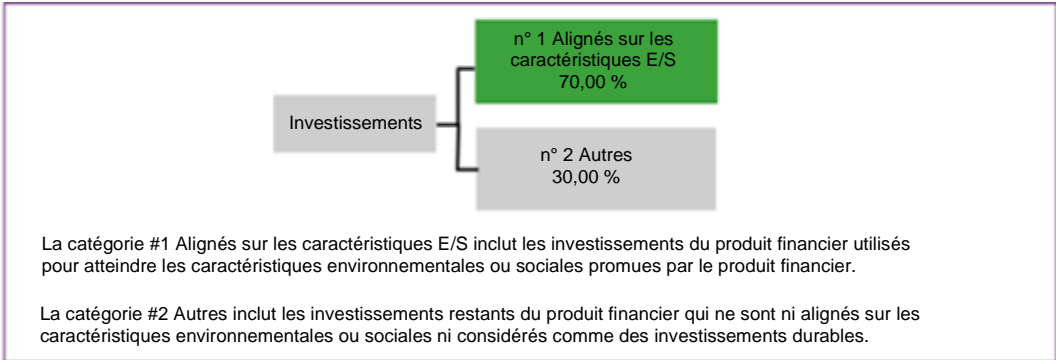 n° 1 Alignés sur les
caractéristiques E/S
70,00 %
Investissements
n° 2 Autres
30,00 %
La catégorie #1 Alignés sur les caractéristiques E/S inclut les investissements du produit financier utilisés
pour atteindre les caractéristiques environnementales ou sociales promues par le produit financier.
La catégorie #2 Autres inclut les investissements restants du produit financier qui ne sont ni alignés sur les
caractéristiques environnementales ou sociales ni considérés comme des investissements durables.